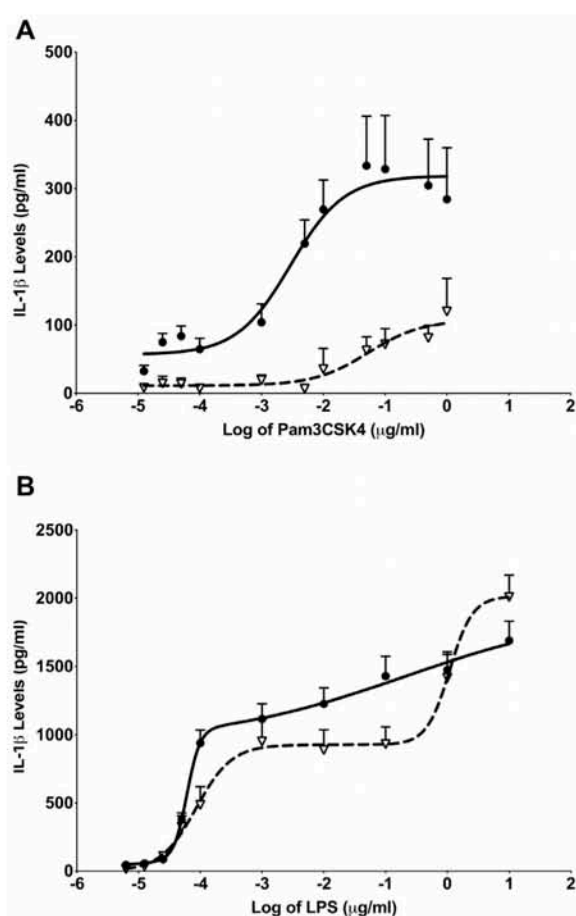 A
500
400
300
200
100
0
IL-1β Levels (pg/ml)
-6 -5 -4 -3 -2 -1 0 1 2
Log of Pam3CSK4 (μg/ml)
B
2500
2000
1500
1000
500
0
IL-1β Levels (pg/ml)
-6 -5 -4 -3 -2 -1 0 1 2
Log of LPS (μg/ml)